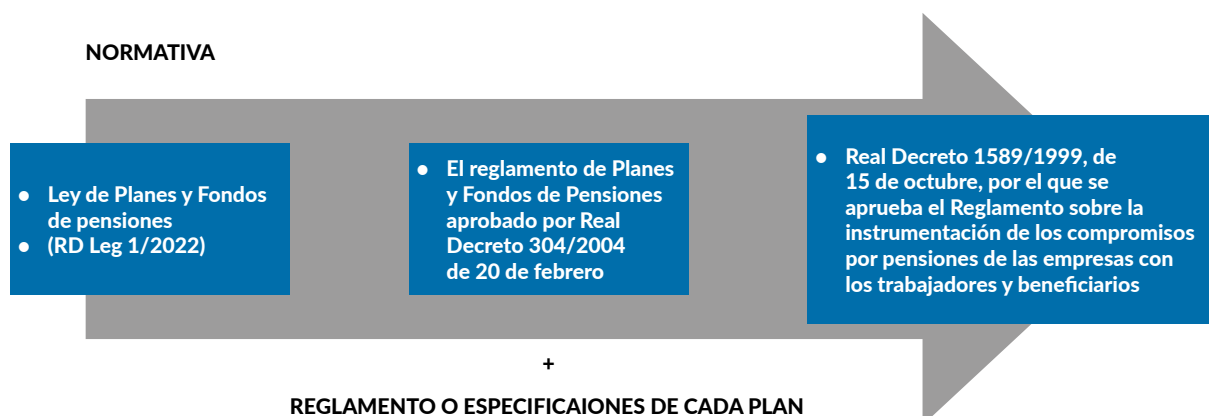 NORMATIVA
● Ley de Planes y Fondos
de pensiones
● (RD Leg 1/2022)
● El reglamento de Planes
y Fondos de Pensiones
aprobado por Real
Decreto 304/2004
de 20 de febrero
● Real Decreto 1589/1999, de
15 de octubre, por el que se
aprueba el Reglamento sobre la
instrumentación de los compromisos
por pensiones de las empresas con
los trabajadores y beneficiarios
+
REGLAMENTO O ESPECIFICAIONES DE CADA PLAN